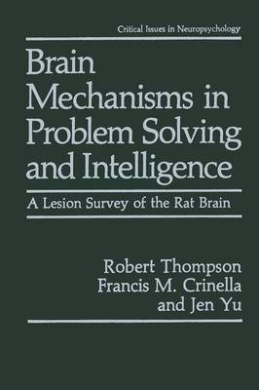 Critical Issues in Neuropsychology
Brain
Mechanisms in
Problem Solving
and Intelligence
A Lesion Survey of the Rat Brain
Robert Thompson
Francis M. Crinella
and Jen Yu